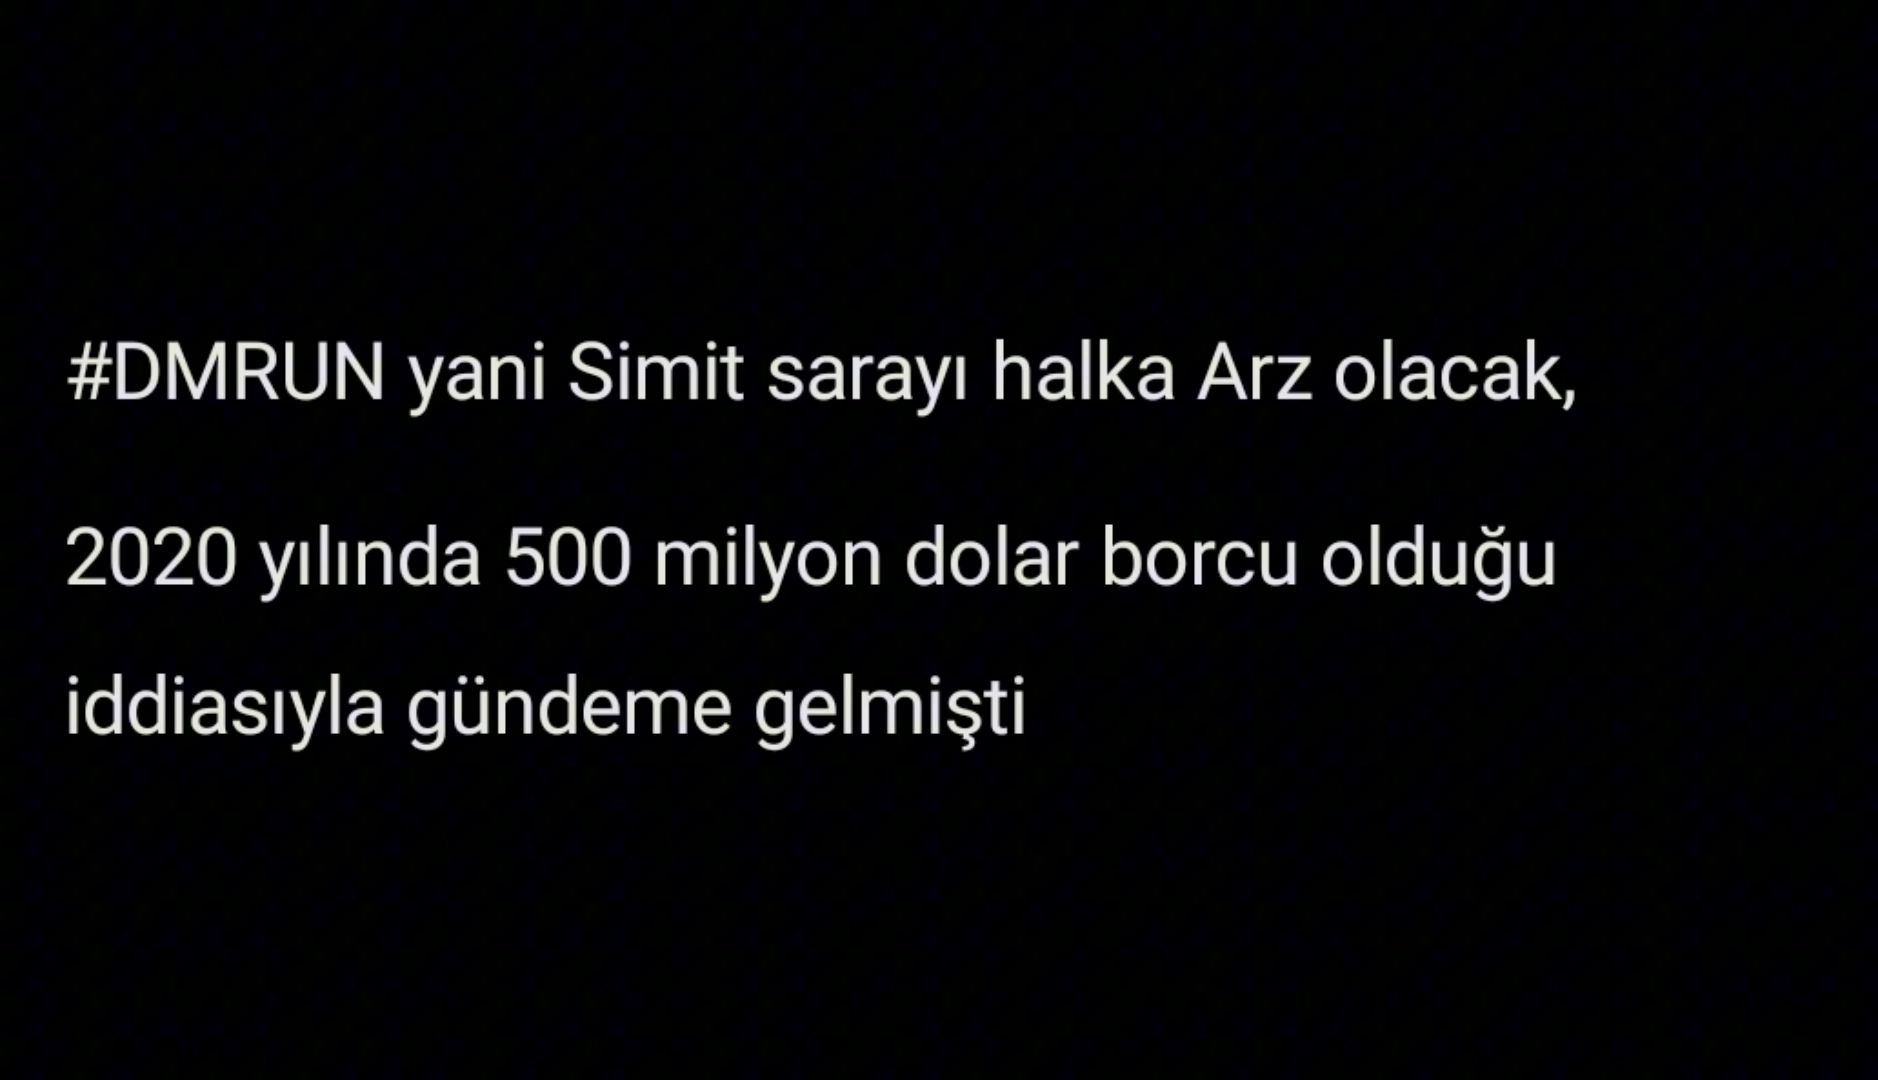 #DMRUN yani Simit sarayı halka Arz olacak,
2020 yılında 500 milyon dolar borcu olduğu
iddiasıyla gündeme gelmişti